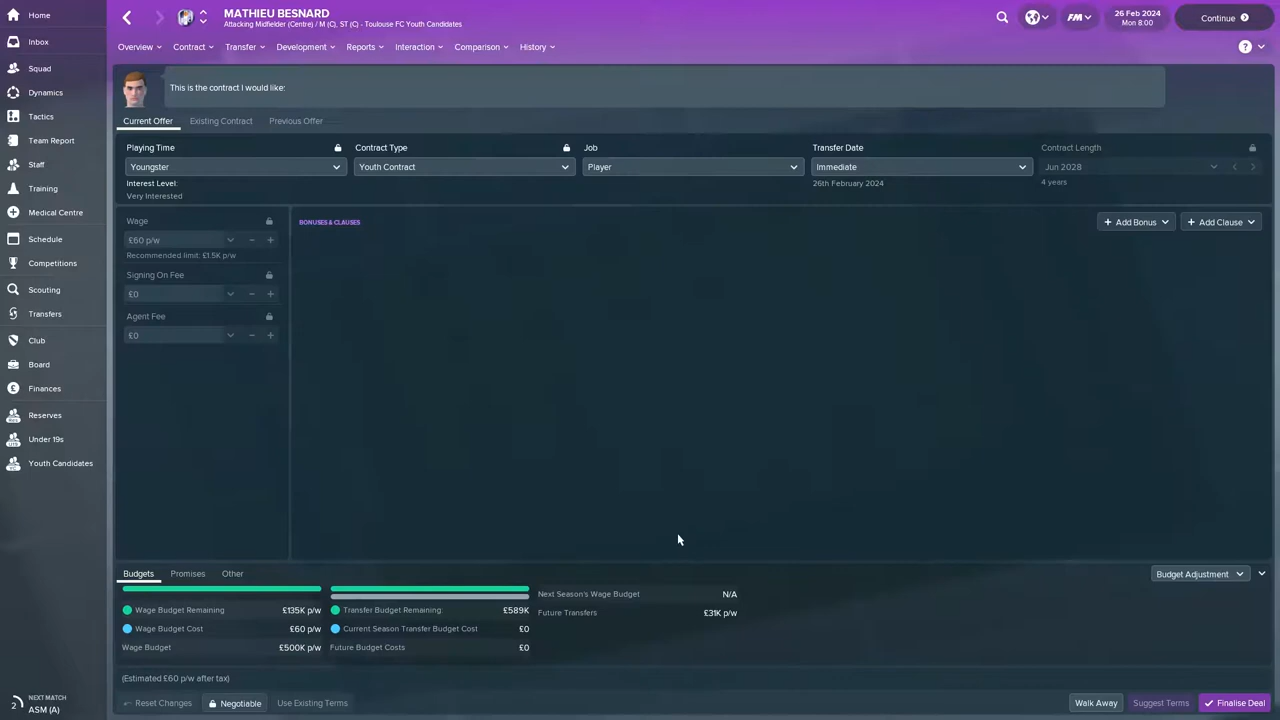 Home
Inbox
Squad
Dynamics
Tactics
Team Report
Staff
Training
Medical Centre
Schedule
Competitions
Scouting
Transfers
Club
Board
Finances
Reserves
Under 19s
Youth Candidates
2
NEXT MATCH
ASM (A)
MATHIEU BESNARD
Attacking Midfielder (Centre) / M (C), ST (C) - Toulouse FC Youth Candidates
FM
26 Feb 2024
Mon 8:00
Continue
Overview
Contract
Transfer
Development
Reports
Interaction
Comparison
History
?
This is the contract I would like:
Current Offer
Existing Contract
Previous Offer
Playing Time
Contract Type
Job
Transfer Date
Contract Length
Youngster
Youth Contract
Player
Immediate
Jun 2028
Interest Level:
26th February 2024
4 years
Very Interested
Wage
£60 p/w
Recommended limit: £1.5K p/w
Signing On Fee
£0
Agent Fee
£0
BONUSES & CLAUSES
Add Bonus
Add Clause
Budgets
Promises
Other
Budget Adjustment
Wage Budget Remaining £135K p/w
Wage Budget Cost £60 p/w
Wage Budget £500K p/w
Transfer Budget Remaining: £589K
Current Season Transfer Budget Cost £0
Future Budget Costs £0
Next Season's Wage Budget N/A
Future Transfers £31K p/w
(Estimated £60 p/w after tax)
Reset Changes
Negotiable
Use Existing Terms
Walk Away
Suggest Terms
Finalise Deal